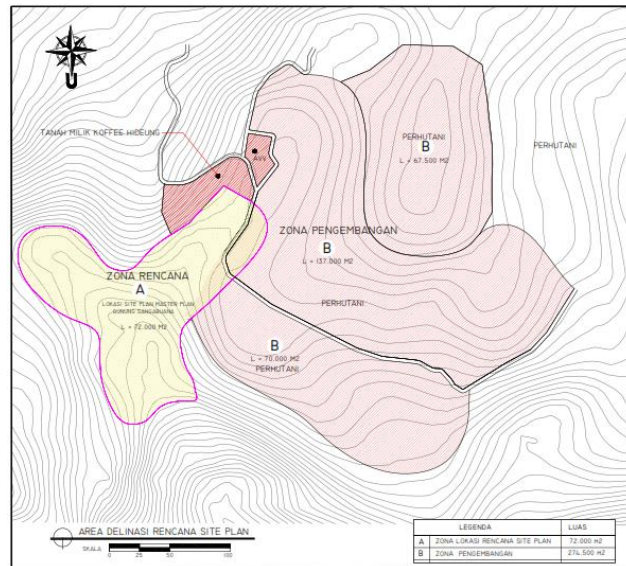 U
TANAH MILIK KOFFEE HIDEUNG
PERHUTANI
B
L = 67.500 M2
PERHUTANI
ZONA PENGEMBANGAN
B
L = 137.000 M2
PERHUTANI
ZONA RENCANA
A
LOKASI SITE PLAN MASTER PLAN
GUNUNG SANGABUANA
L = 72.000 M2
B
L = 70.000 M2
PERHUTANI
AREA DELINASI RENCANA SITE PLAN
SKALA
0 25 50 100
LEGENDA LUAS
A ZONA LOKASI RENCANA SITE PLAN 72.000 M2
B ZONA PENGEMBANGAN 274.500 M2